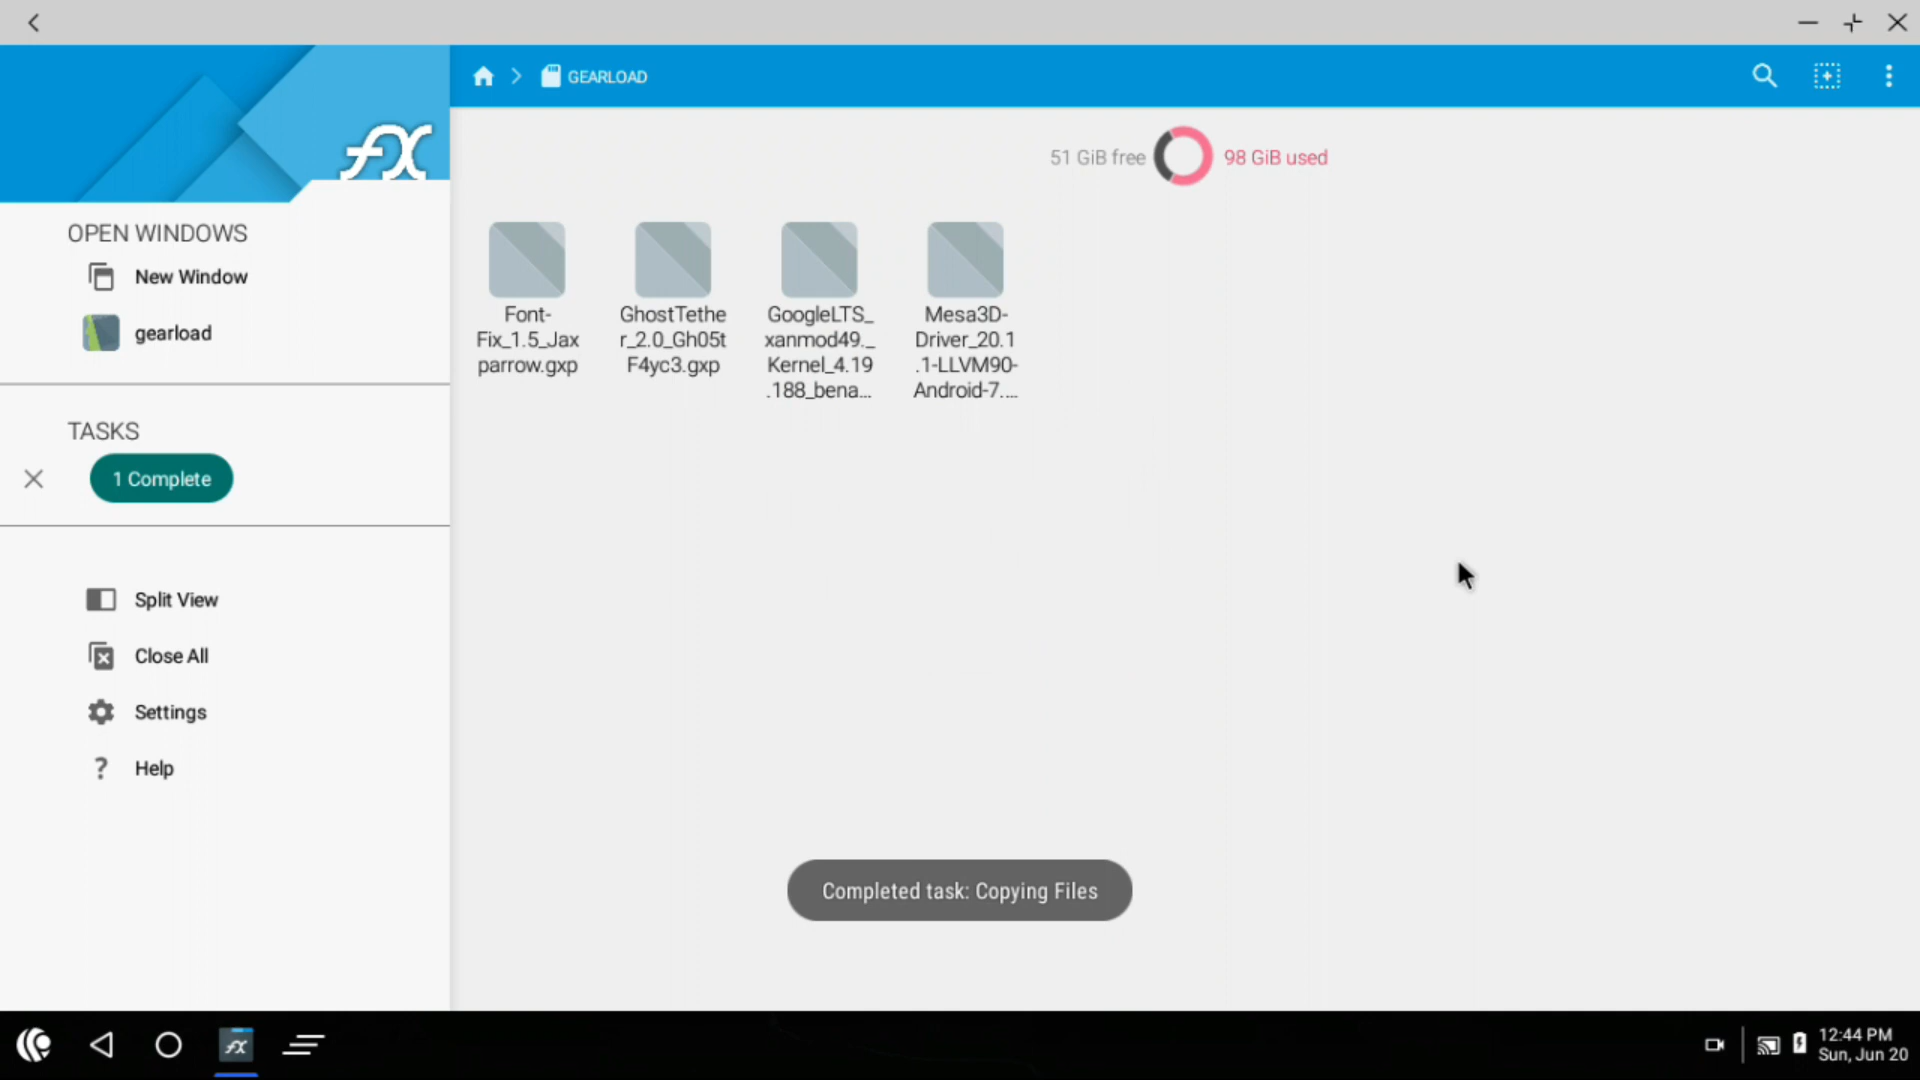 GEARLOAD
fX
51 GiB free
98 GiB used
OPEN WINDOWS
New Window
gearload
TASKS
1 Complete
Split View
Close All
Settings
? Help
Font-
Fix_1.5_Jax
parrow.gxp
GhostTethe
r_2.0_Gh05t
F4yc3.gxp
GoogleLTS_
xanmod49._
Kernel_4.19
.188_bena...
Mesa3D-
Driver_20.1
.1-LLVM90-
Android-7....
Completed task: Copying Files
fX
12:44 PM
Sun, Jun 20